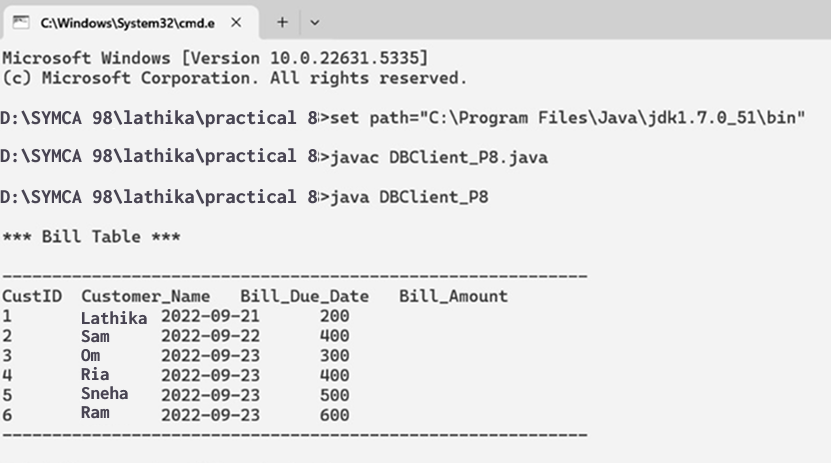 C:\Windows\System32\cmd.e
Microsoft Windows [Version 10.0.22631.5335]
(c) Microsoft Corporation. All rights reserved.
D:\SYMCA 98\lathika\practical 8>set path="C:\Program Files\Java\jdk1.7.0_51\bin"
D:\SYMCA 98\lathika\practical 8>javac DBClient_P8.java
D:\SYMCA 98\lathika\practical 8>java DBClient_P8
*** Bill Table ***
-----------------------------------------------------------
CustID  Customer_Name   Bill_Due_Date   Bill_Amount
1       Lathika 2022-09-21      200
2       Sam     2022-09-22      400
3       Om      2022-09-23      300
4       Ria     2022-09-23      400
5       Sneha   2022-09-23      500
6       Ram     2022-09-23      600
-----------------------------------------------------------